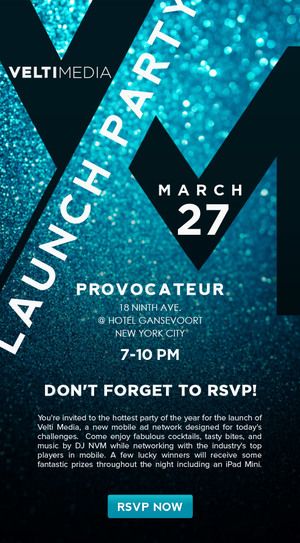 VELTIMEDIA
LAUNCH PARTY
MARCH
27
PROVOCATEUR
18 NINTH AVE.
@ HOTEL GANSEVOORT
NEW YORK CITY
7-10 PM
DON'T FORGET TO RSVP!
You're invited to the hottest party of the year for the launch of
Velti Media, a new mobile ad network designed for today's
challenges. Come enjoy fabulous cocktails, tasty bites, and
music by DJ NVM while networking with the industry's top
players in mobile. A few lucky winners will receive some
fantastic prizes throughout the night including an iPad Mini.
RSVP NOW